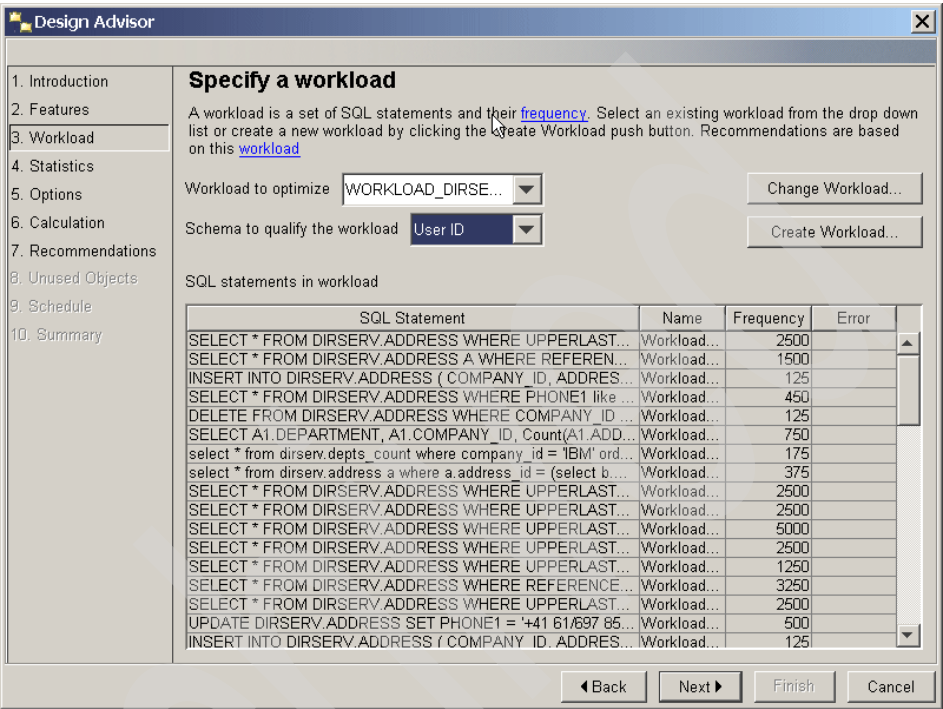 Design Advisor
1. Introduction
2. Features
3. Workload
4. Statistics
5. Options
6. Calculation
7. Recommendations
8. Unused Objects
9. Schedule
10. Summary
Specify a workload
A workload is a set of SQL statements and their frequency. Select an existing workload from the drop down
list or create a new workload by clicking the Create Workload push button. Recommendations are based
on this workload
Workload to optimize WORKLOAD_DIRSE... Change Workload...
Schema to qualify the workload User ID Create Workload...
SQL statements in workload
SQL Statement Name Frequency Error
SELECT * FROM DIRSERV.ADDRESS WHERE UPPERLAST... Workload... 2500
SELECT * FROM DIRSERV.ADDRESS A WHERE REFEREN... Workload... 1500
INSERT INTO DIRSERV.ADDRESS ( COMPANY_ID, ADDRES... Workload... 125
SELECT * FROM DIRSERV.ADDRESS WHERE PHONE1 like ... Workload... 450
DELETE FROM DIRSERV.ADDRESS WHERE COMPANY_ID ... Workload... 125
SELECT A1.DEPARTMENT, A1.COMPANY_ID, Count(A1.ADD... Workload... 750
select * from dirserv.depts_count where company_id = 'IBM' ord... Workload... 175
select * from dirserv.address a where a.address_id = (select b.... Workload... 375
SELECT * FROM DIRSERV.ADDRESS WHERE UPPERLAST... Workload... 2500
SELECT * FROM DIRSERV.ADDRESS WHERE UPPERLAST... Workload... 2500
SELECT * FROM DIRSERV.ADDRESS WHERE UPPERLAST... Workload... 5000
SELECT * FROM DIRSERV.ADDRESS WHERE UPPERLAST... Workload... 2500
SELECT * FROM DIRSERV.ADDRESS WHERE UPPERLAST... Workload... 1250
SELECT * FROM DIRSERV.ADDRESS WHERE REFERENCE... Workload... 3250
SELECT * FROM DIRSERV.ADDRESS WHERE UPPERLAST... Workload... 2500
UPDATE DIRSERV.ADDRESS SET PHONE1 = '+41 61/697 85... Workload... 500
INSERT INTO DIRSERV.ADDRESS ( COMPANY_ID, ADDRES... Workload... 125
Back Next Finish Cancel